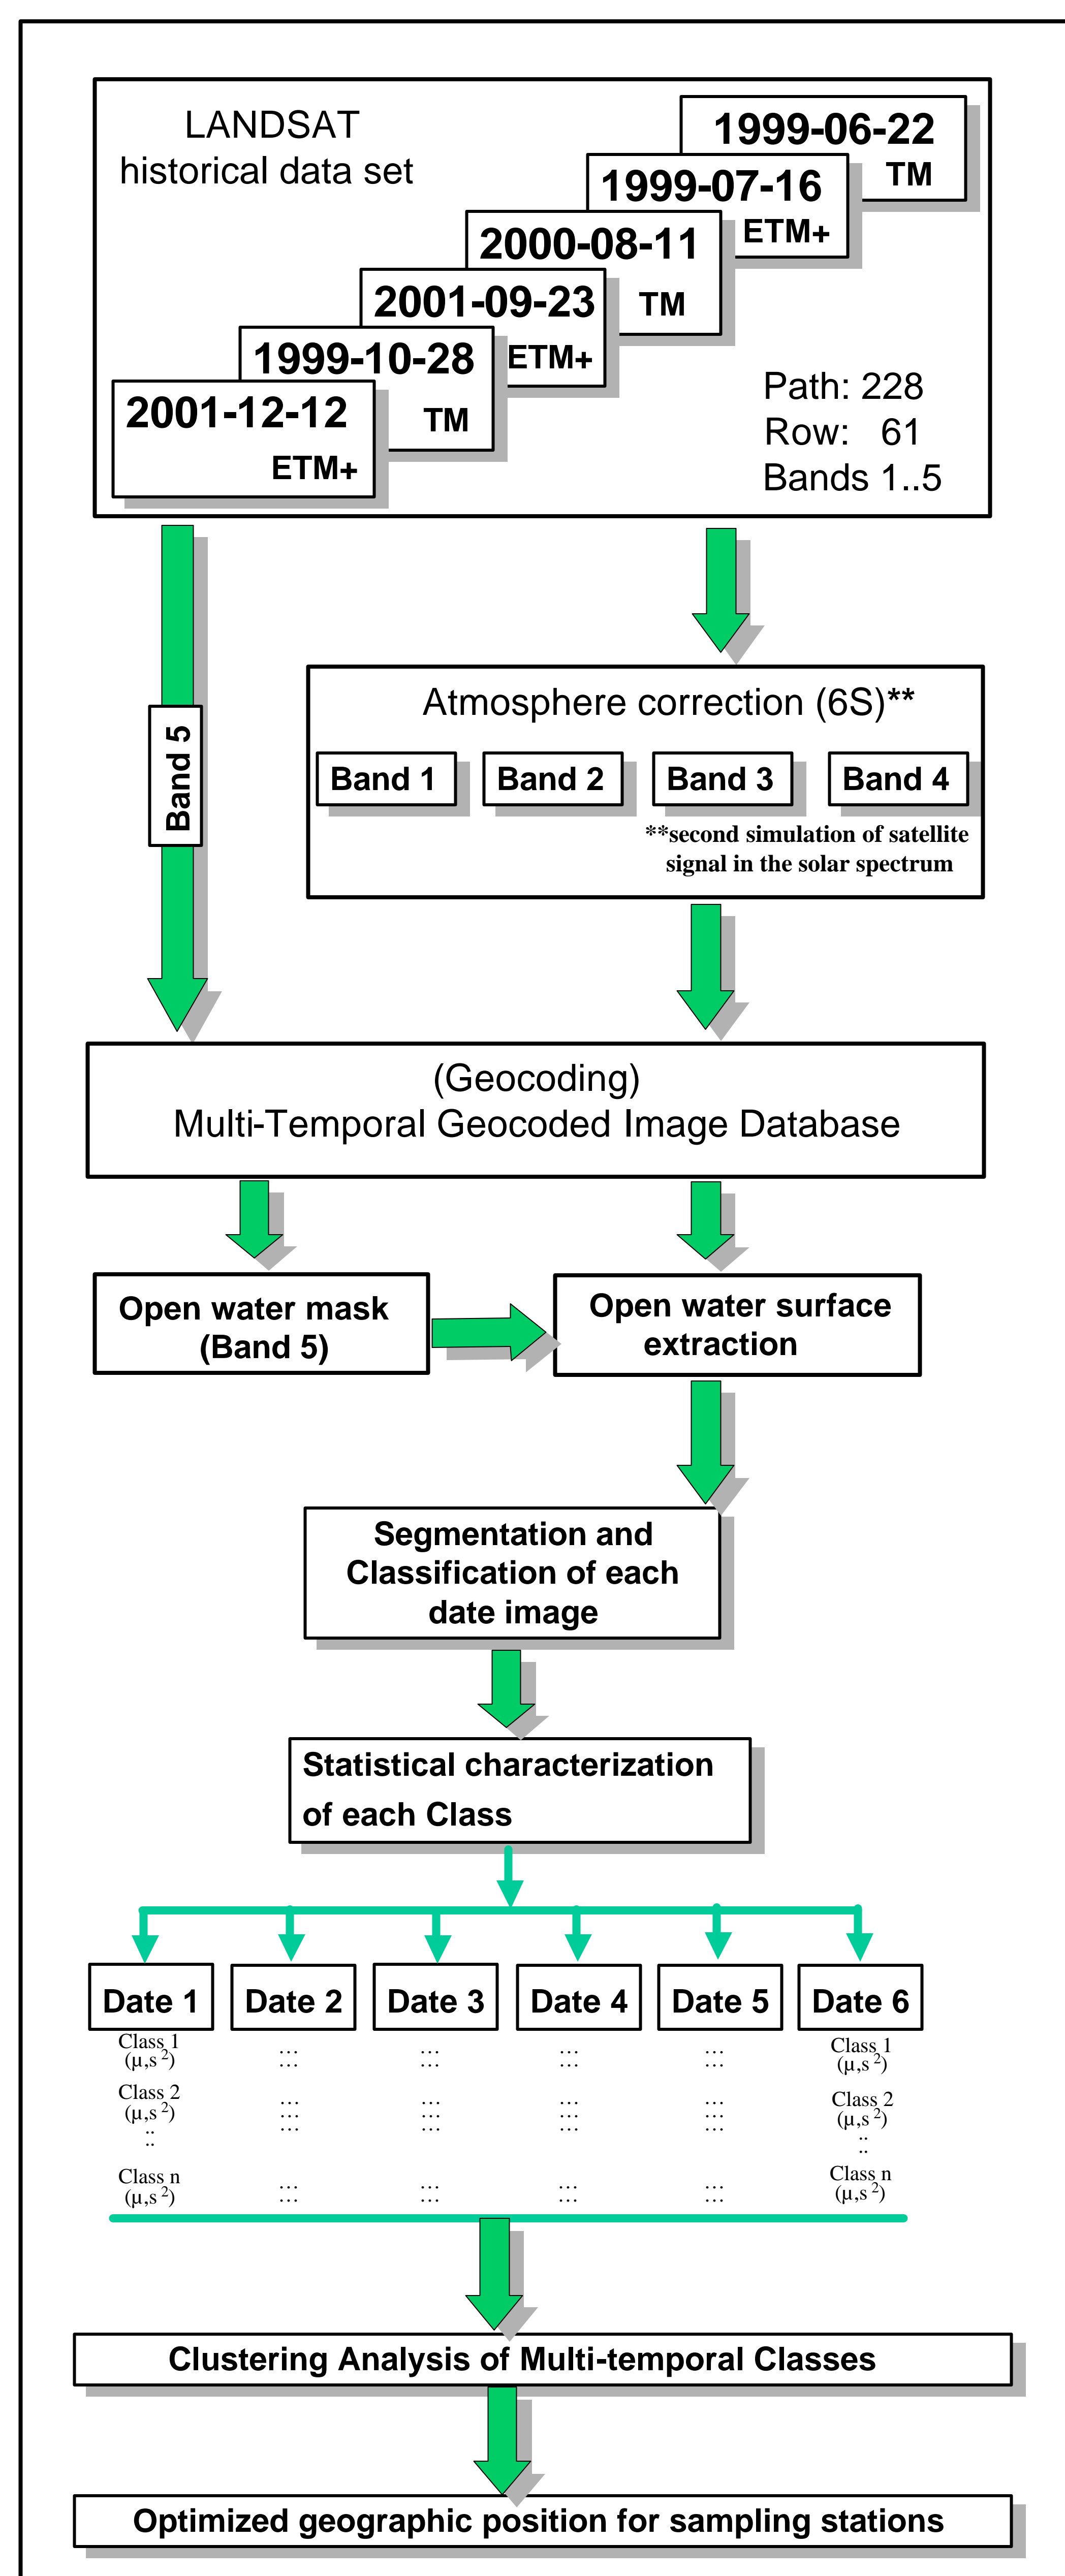 LANDSAT
historical data set
1999-06-22
TM
1999-07-16
ETM+
2000-08-11
TM
2001-09-23
ETM+
1999-10-28
TM
2001-12-12
ETM+
Path: 228
Row: 61
Bands 1..5
Band 5
Atmosphere correction (6S)**
Band 1 Band 2 Band 3 Band 4
**second simulation of satellite
signal in the solar spectrum
(Geocoding)
Multi-Temporal Geocoded Image Database
Open water mask
(Band 5)
Open water surface
extraction
Segmentation and
Classification of each
date image
Statistical characterization
of each Class
Date 1 Date 2 Date 3 Date 4 Date 5 Date 6
Class 1 ... ... ... ... Class 1
(µ,s²) ... ... ... ... (µ,s²)
Class 2 ... ... ... ... Class 2
(µ,s²) ... ... ... ... (µ,s²)
:: ... ... ... ... ::
Class n ... ... ... ... Class n
(µ,s²) ... ... ... ... (µ,s²)
Clustering Analysis of Multi-temporal Classes
Optimized geographic position for sampling stations